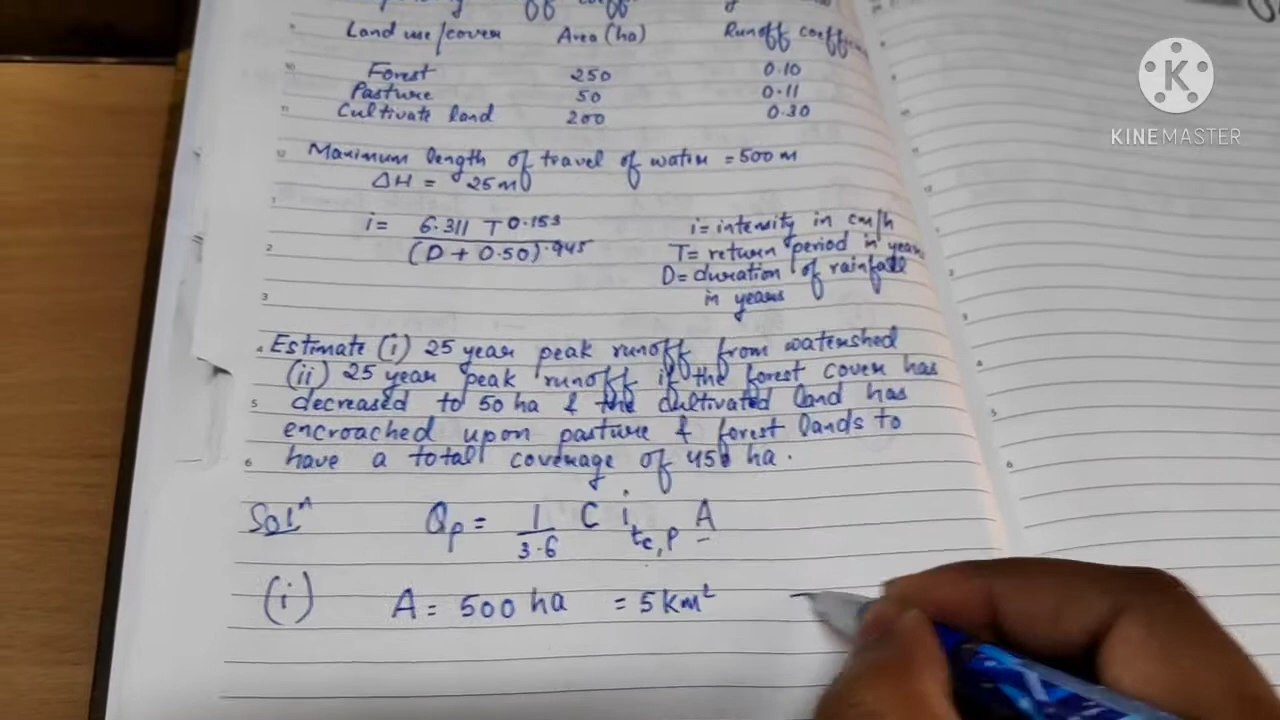 Land use/cover Area (ha) Runoff
Forest 250 0.10
Pasture 50 0.11
Cultivate land 200 0.30
Maximum length of travel of water = 500 m
ΔH = 25 m
i = 6.311 T 0.153 / (D + 0.50) .945
i = intensity in cm/h
T = return period in years
D = duration of rainfall
in years
Estimate (i) 25 year peak runoff from watershed
(ii) 25 year peak runoff if the forest cover has
decreased to 50 ha & the cultivated land has
encroached upon pasture & forest lands to
have a total coverage of 450 ha.
Solⁿ Qp = 1/3.6 C i tc,p A
(i) A = 500 ha = 5 km²
K
KINEMASTER